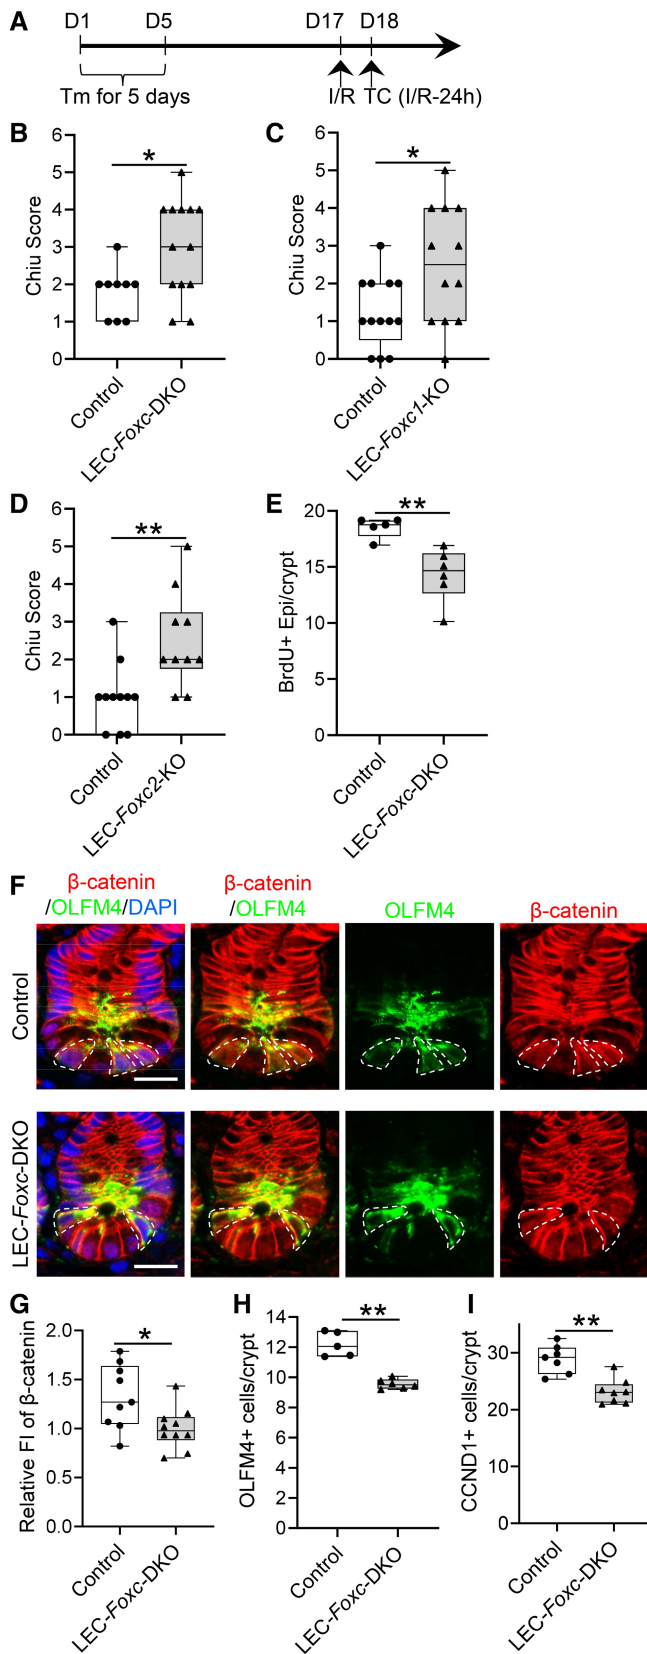 A
D1 D5 D17 D18
Tm for 5 days I/R TC (I/R-24h)
B
Chiu Score
6
5
4
3
2
1
0
*
Control
LEC-Foxc-DKO
C
Chiu Score
6
5
4
3
2
1
0
*
Control
LEC-Foxc1-KO
D
Chiu Score
6
5
4
3
2
1
0
**
Control
LEC-Foxc2-KO
E
BrdU+ Epi/crypt
20
15
10
5
0
**
Control
LEC-Foxc-DKO
F
β-catenin
/OLFM4/DAPI
β-catenin
/OLFM4
OLFM4
β-catenin
Control
LEC-Foxc-DKO
G
Relative FI of β-catenin
2.0
1.5
1.0
0.5
0.0
*
Control
LEC-Foxc-DKO
H
OLFM4+ cells/crypt
14
12
10
8
6
4
2
0
**
Control
LEC-Foxc-DKO
I
CCND1+ cells/crypt
30
20
0
**
Control
LEC-Foxc-DKO